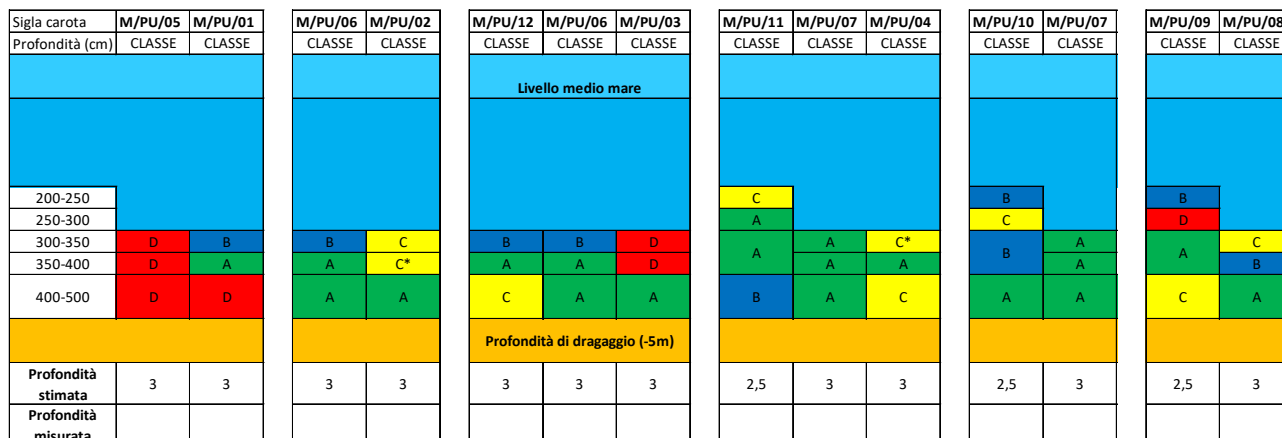 Sigla carota M/PU/05 M/PU/01 M/PU/06 M/PU/02 M/PU/12 M/PU/06 M/PU/03 M/PU/11 M/PU/07 M/PU/04 M/PU/10 M/PU/07 M/PU/09 M/PU/08
Profondità (cm) CLASSE CLASSE CLASSE CLASSE CLASSE CLASSE CLASSE CLASSE CLASSE CLASSE CLASSE CLASSE CLASSE CLASSE
Livello medio mare
200-250 C B B
250-300 A C D
300-350 D B B C B B D A A C* B A A C
350-400 D A A C* A A D A A A B
400-500 D D A A C A A B A C A A C A
Profondità di dragaggio (-5m)
Profondità
stimata 3 3 3 3 3 3 3 2,5 3 3 2,5 3 2,5 3
Profondità
misurata